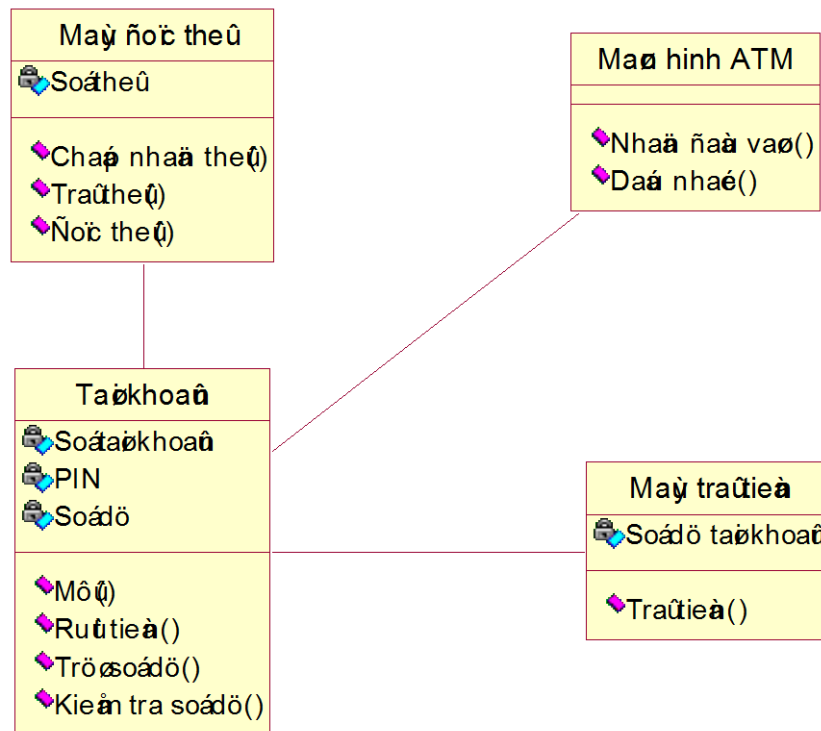 Maùy ñoïc theû
Soá theû
Chaáp nhaän theû()
Traû theû()
Ñoïc theû()
Maøn hình ATM
Nhaän ñaàu vaøo()
Daáu nhaéc()
Taøi khoaûn
Soá taøi khoaûn
PIN
Soá dö
Môû()
Ruùt tieàn()
Tröø soá dö()
Kieåm tra soá dö()
Maùy traû tieàn
Soá dö taøi khoaûn
Traû tieàn()